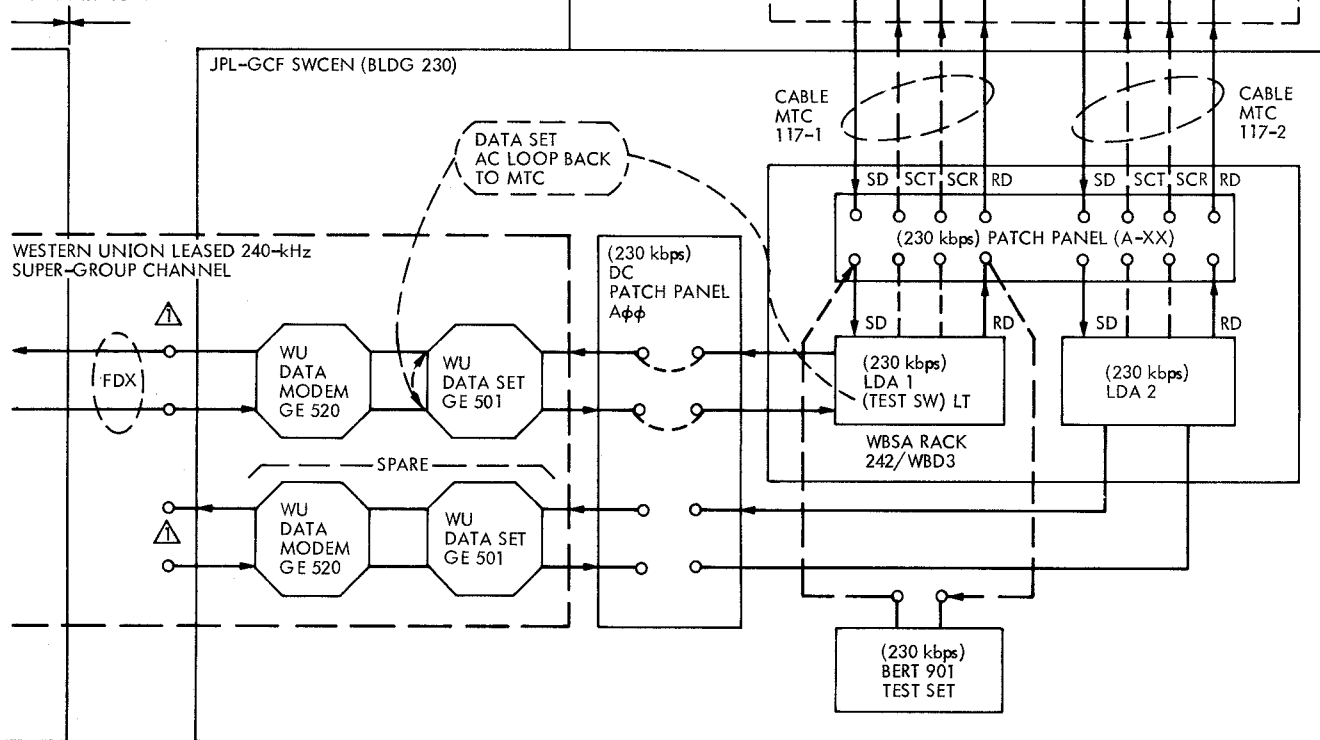 JPL-GCF SWCEN (BLDG 230)
CABLE
MTC
117-1
CABLE
MTC
117-2
DATA SET
AC LOOP BACK
TO MTC
SD SCT SCR RD
SD SCT SCR RD
(230 kbps) PATCH PANEL (A-XX)
WESTERN UNION LEASED 240-kHz
SUPER-GROUP CHANNEL
(230 kbps)
DC
PATCH PANEL
Aϕϕ
1
FDX
WU
DATA
MODEM
GE 520
WU
DATA SET
GE 501
SD
RD
SD
RD
(230 kbps)
LDA 1
(TEST SW) LT
(230 kbps)
LDA 2
WBSA RACK
242/WBD3
SPARE
1
WU
DATA
MODEM
GE 520
WU
DATA SET
GE 501
(230 kbps)
BERT 901
TEST SET